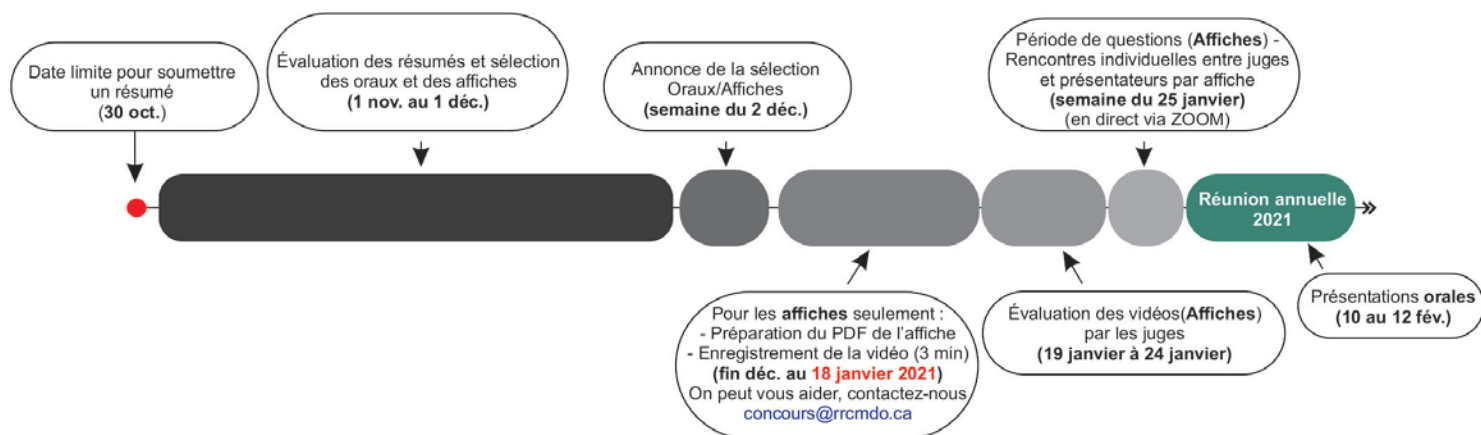 Date limite pour soumettre
un résumé
(30 oct.)
Évaluation des résumés et sélection
des oraux et des affiches
(1 nov. au 1 déc.)
Annonce de la sélection
Oraux/Affiches
(semaine du 2 déc.)
Période de questions (Affiches) -
Rencontres individuelles entre juges
et présentateurs par affiche
(semaine du 25 janvier)
(en direct via ZOOM)
Réunion annuelle
2021
Pour les affiches seulement :
- Préparation du PDF de l'affiche
- Enregistrement de la vidéo (3 min)
(fin déc. au 18 janvier 2021)
On peut vous aider, contactez-nous
concours@rrcmdo.ca
Évaluation des vidéos(Affiches)
par les juges
(19 janvier à 24 janvier)
Présentations orales
(10 au 12 fév.)